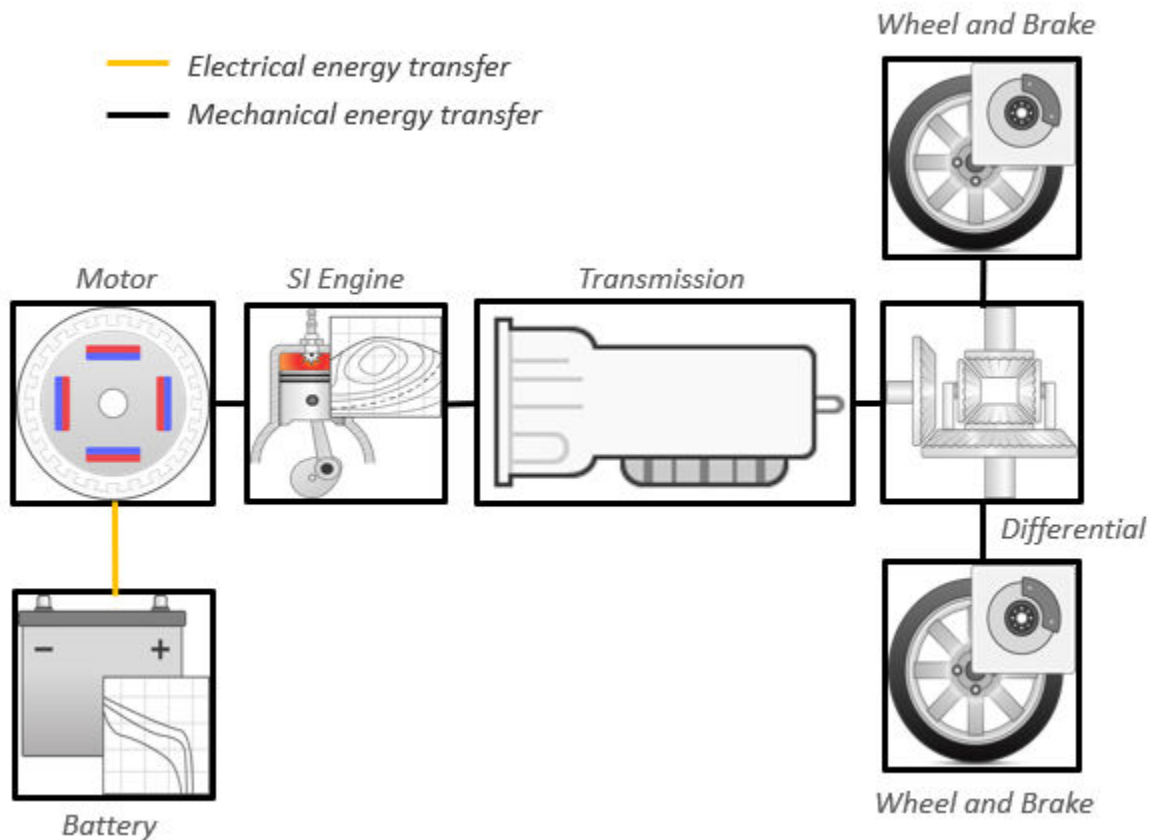 Wheel and Brake
Electrical energy transfer
Mechanical energy transfer
Motor
SI Engine
Transmission
Differential
− +
Wheel and Brake
Battery